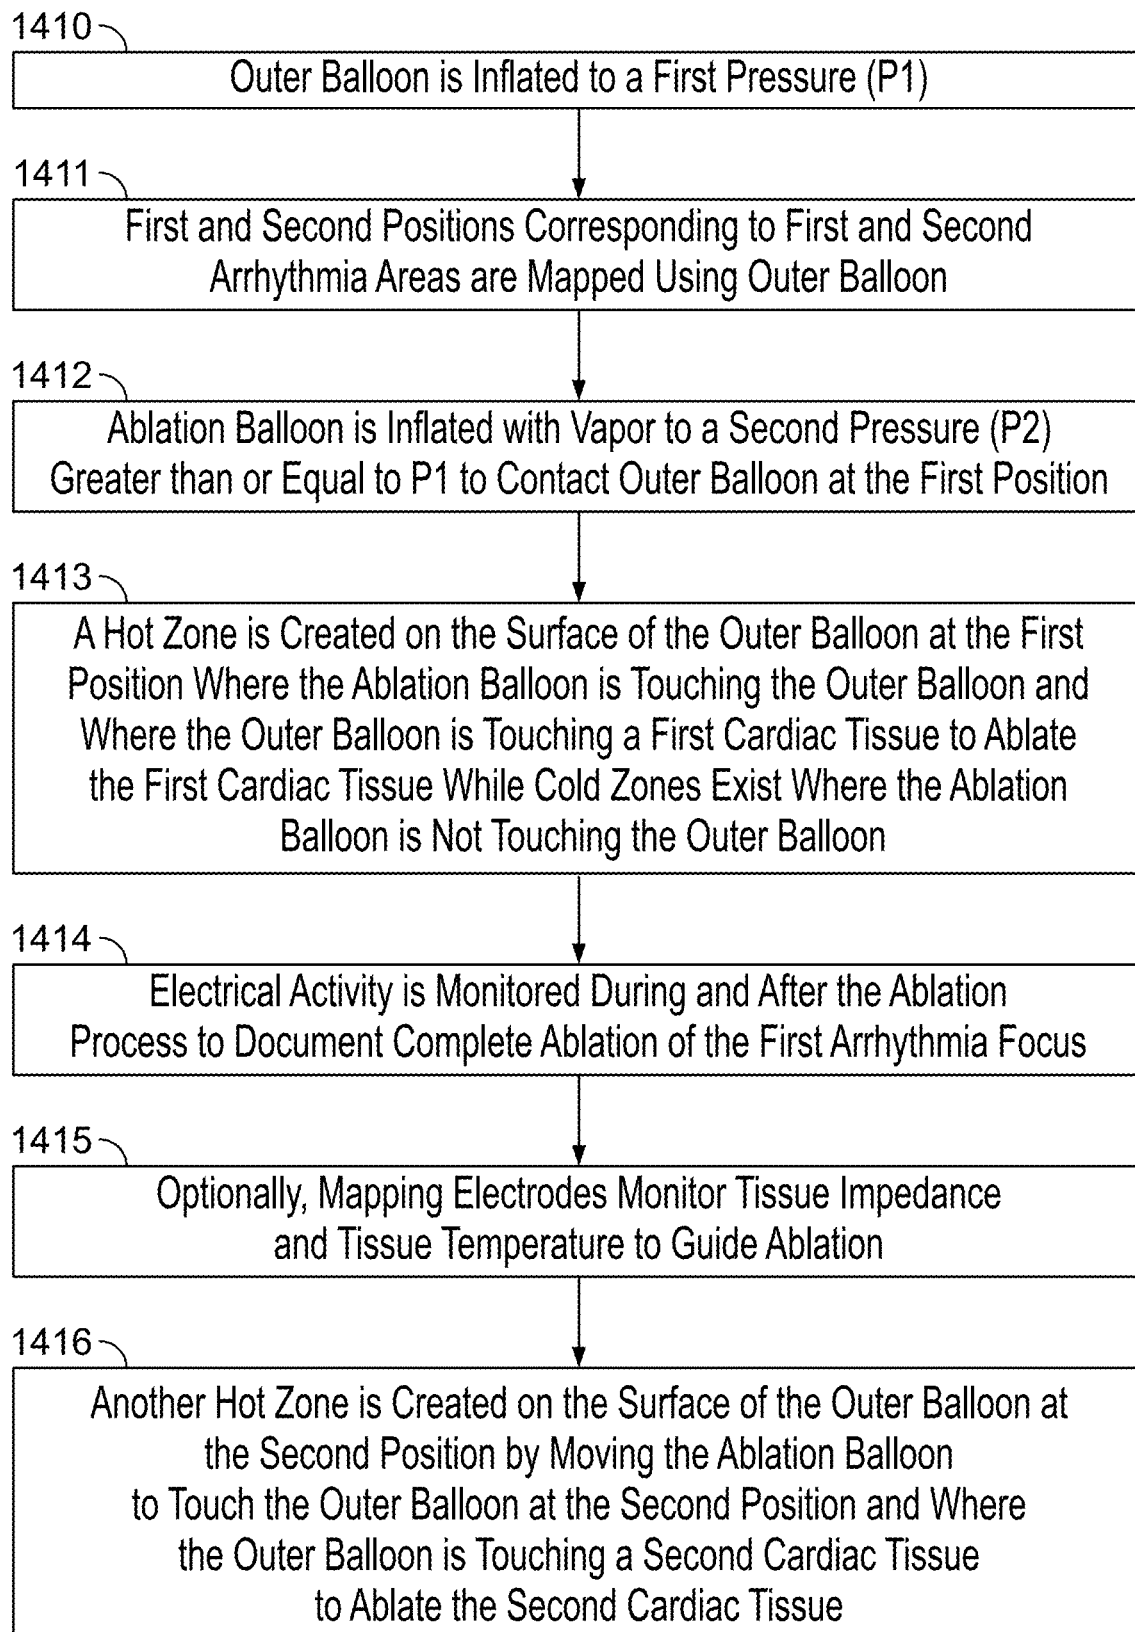 1410
Outer Balloon is Inflated to a First Pressure (P1)
1411
First and Second Positions Corresponding to First and Second
Arrhythmia Areas are Mapped Using Outer Balloon
1412
Ablation Balloon is Inflated with Vapor to a Second Pressure (P2)
Greater than or Equal to P1 to Contact Outer Balloon at the First Position
1413
A Hot Zone is Created on the Surface of the Outer Balloon at the First
Position Where the Ablation Balloon is Touching the Outer Balloon and
Where the Outer Balloon is Touching a First Cardiac Tissue to Ablate
the First Cardiac Tissue While Cold Zones Exist Where the Ablation
Balloon is Not Touching the Outer Balloon
1414
Electrical Activity is Monitored During and After the Ablation
Process to Document Complete Ablation of the First Arrhythmia Focus
1415
Optionally, Mapping Electrodes Monitor Tissue Impedance
and Tissue Temperature to Guide Ablation
1416
Another Hot Zone is Created on the Surface of the Outer Balloon at
the Second Position by Moving the Ablation Balloon
to Touch the Outer Balloon at the Second Position and Where
the Outer Balloon is Touching a Second Cardiac Tissue
to Ablate the Second Cardiac Tissue